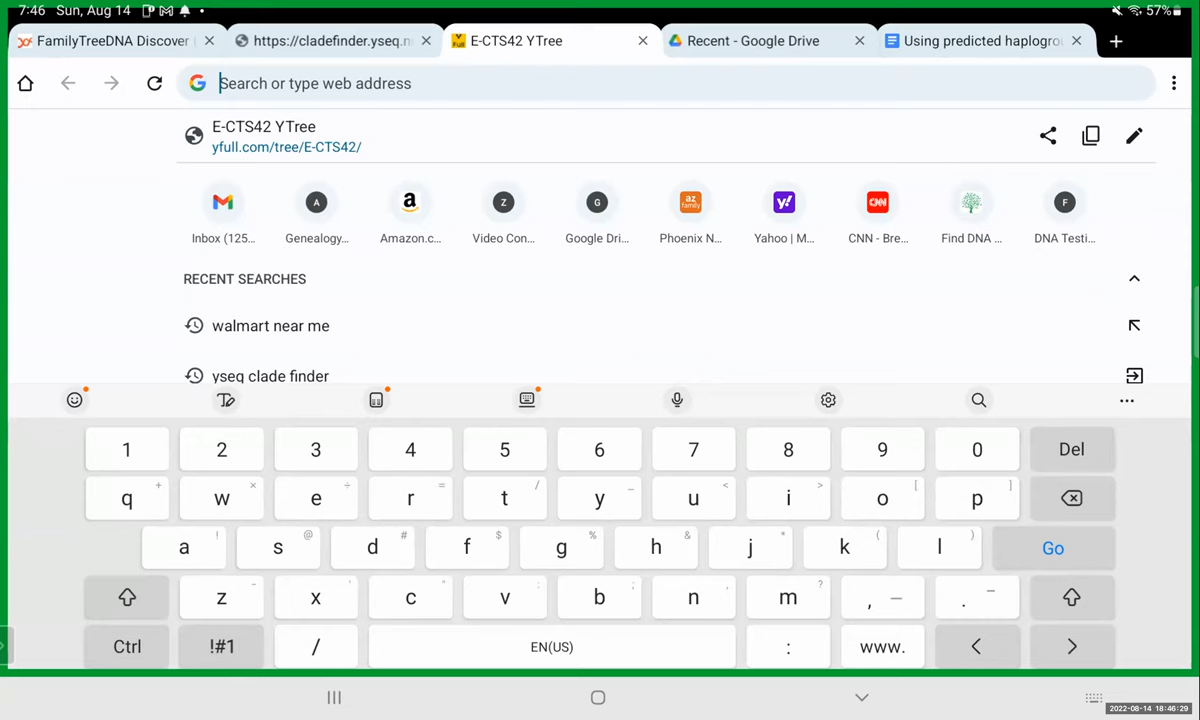 7:46 Sun, Aug 14 57%
FamilyTreeDNA Discover
https://cladefinder.yseq.n
E-CTS42 YTree
Recent - Google Drive
Using predicted haplogro
Search or type web address
E-CTS42 YTree
yfull.com/tree/E-CTS42/
Inbox (125... Genealogy... Amazon.c... Video Con... Google Dri... Phoenix N... Yahoo | M... CNN - Bre... Find DNA ... DNA Testi...
RECENT SEARCHES
walmart near me
yseq clade finder
1 2 3 4 5 6 7 8 9 0 Del
q w e r t y u i o p
a s d f g h j k l Go
z x c v b n m , .
Ctrl !#1 / EN(US) : www. < >
2022-08-14 18:46:29